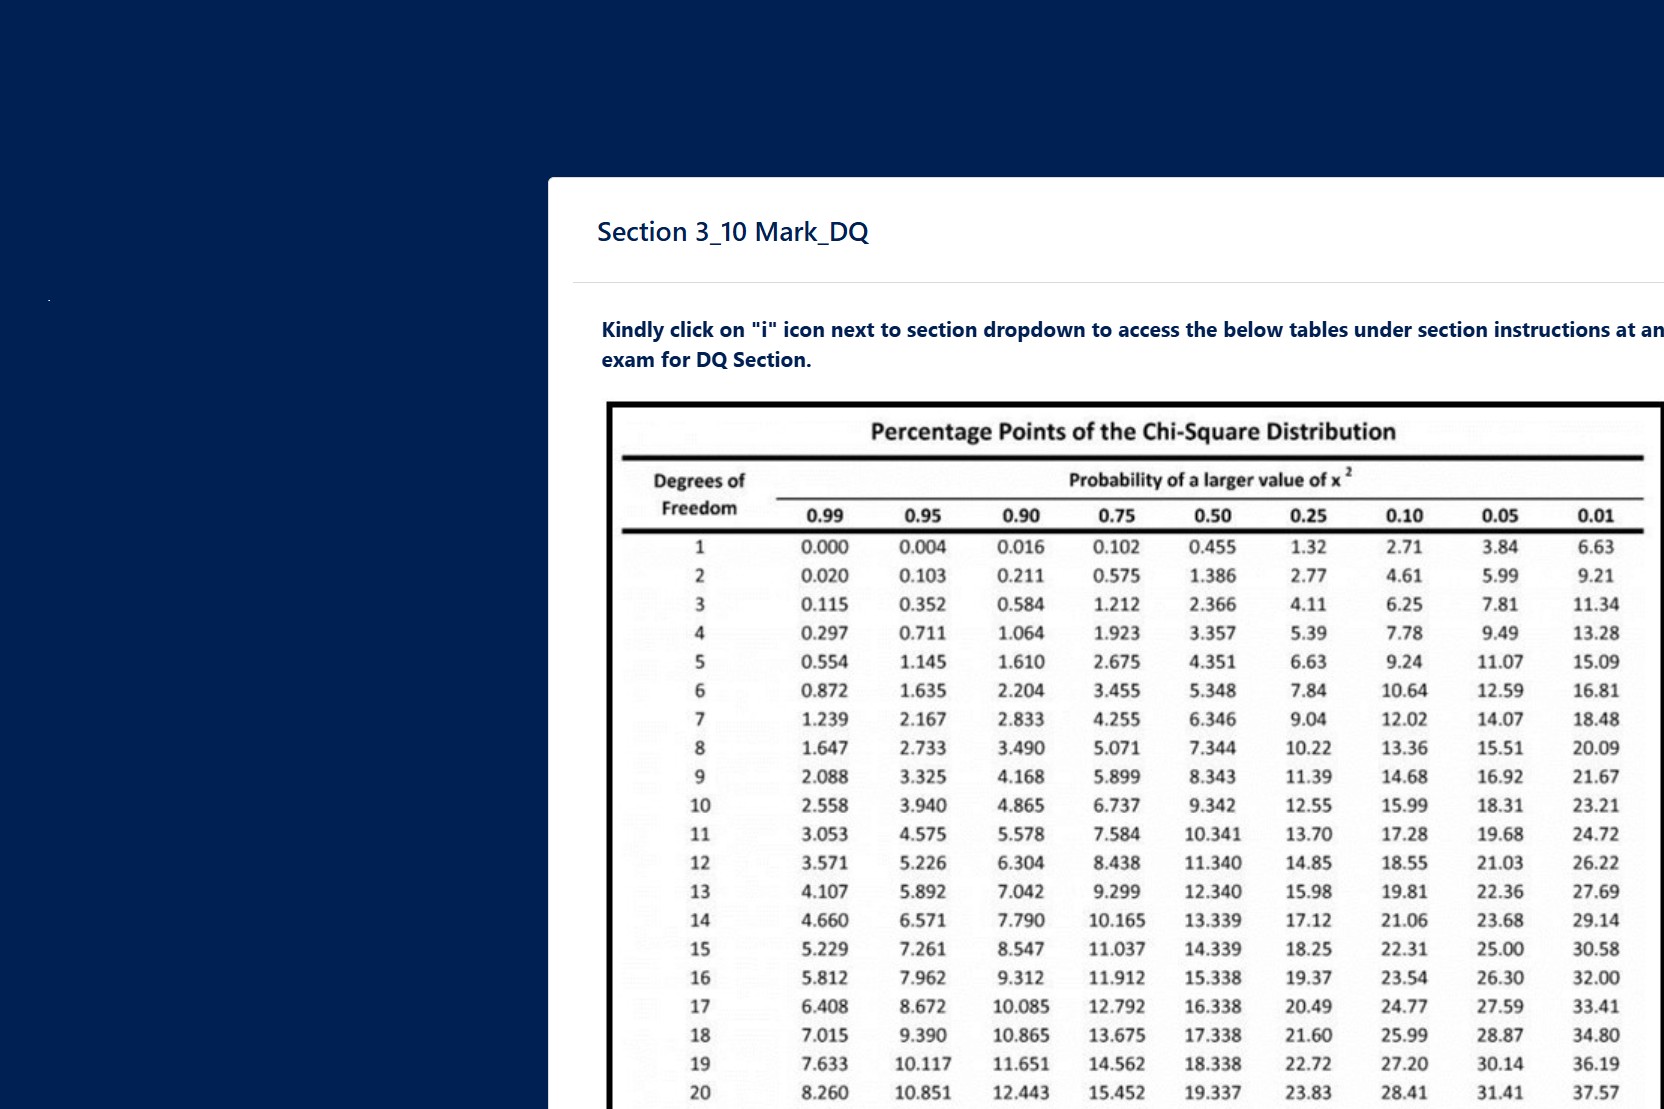 Section 3_10 Mark_DQ
Kindly click on "i" icon next to section dropdown to access the below tables under section instructions at an
exam for DQ Section.
Percentage Points of the Chi-Square Distribution
Degrees of Freedom Probability of a larger value of x 2
0.99 0.95 0.90 0.75 0.50 0.25 0.10 0.05 0.01
1 0.000 0.004 0.016 0.102 0.455 1.32 2.71 3.84 6.63
2 0.020 0.103 0.211 0.575 1.386 2.77 4.61 5.99 9.21
3 0.115 0.352 0.584 1.212 2.366 4.11 6.25 7.81 11.34
4 0.297 0.711 1.064 1.923 3.357 5.39 7.78 9.49 13.28
5 0.554 1.145 1.610 2.675 4.351 6.63 9.24 11.07 15.09
6 0.872 1.635 2.204 3.455 5.348 7.84 10.64 12.59 16.81
7 1.239 2.167 2.833 4.255 6.346 9.04 12.02 14.07 18.48
8 1.647 2.733 3.490 5.071 7.344 10.22 13.36 15.51 20.09
9 2.088 3.325 4.168 5.899 8.343 11.39 14.68 16.92 21.67
10 2.558 3.940 4.865 6.737 9.342 12.55 15.99 18.31 23.21
11 3.053 4.575 5.578 7.584 10.341 13.70 17.28 19.68 24.72
12 3.571 5.226 6.304 8.438 11.340 14.85 18.55 21.03 26.22
13 4.107 5.892 7.042 9.299 12.340 15.98 19.81 22.36 27.69
14 4.660 6.571 7.790 10.165 13.339 17.12 21.06 23.68 29.14
15 5.229 7.261 8.547 11.037 14.339 18.25 22.31 25.00 30.58
16 5.812 7.962 9.312 11.912 15.338 19.37 23.54 26.30 32.00
17 6.408 8.672 10.085 12.792 16.338 20.49 24.77 27.59 33.41
18 7.015 9.390 10.865 13.675 17.338 21.60 25.99 28.87 34.80
19 7.633 10.117 11.651 14.562 18.338 22.72 27.20 30.14 36.19
20 8.260 10.851 12.443 15.452 19.337 23.83 28.41 31.41 37.57